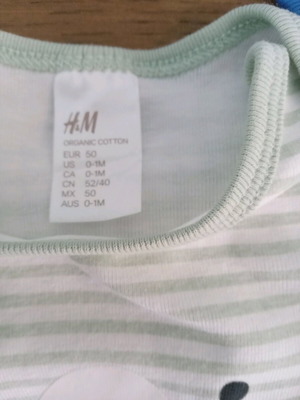 H&M
ORGANIC COTTON
EUR 50
US 0-1M
CA 0-1M
CN 52/40
MX 50
AUS 0-1M